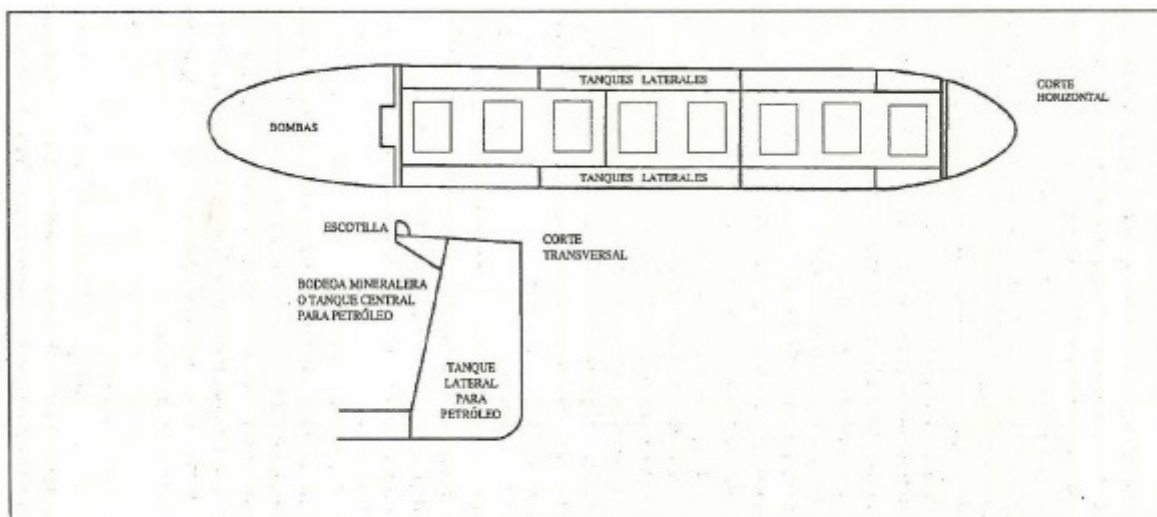 TANQUES LATERALES
CORTE
HORIZONTAL
BOMBAS
TANQUES LATERALES
ESCOTILLA
CORTE
TRANSVERSAL
BODEGA MINERALERA
O TANQUE CENTRAL
PARA PETRÓLEO
TANQUE
LATERAL
PARA
PETRÓLEO